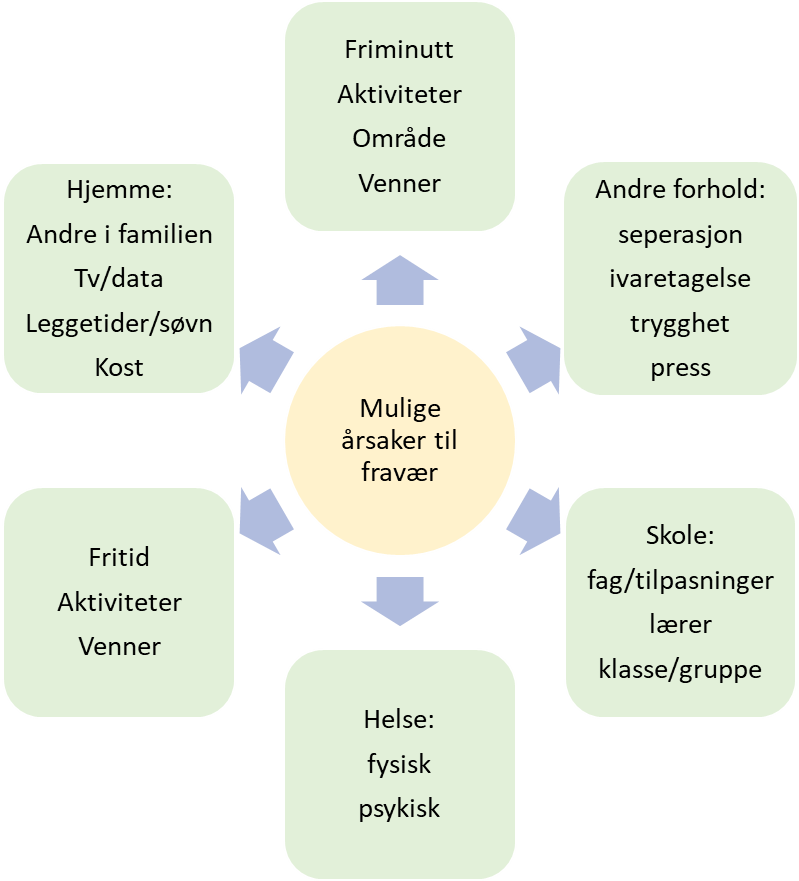 Friminutt
Aktiviteter
Område
Venner
Andre forhold:
seperasjon
ivaretagelse
trygghet
press
Skole:
fag/tilpasninger
lærer
klasse/gruppe
Helse:
fysisk
psykisk
Fritid
Aktiviteter
Venner
Hjemme:
Andre i familien
Tv/data
Leggetider/søvn
Kost
Mulige
årsaker til
fravær